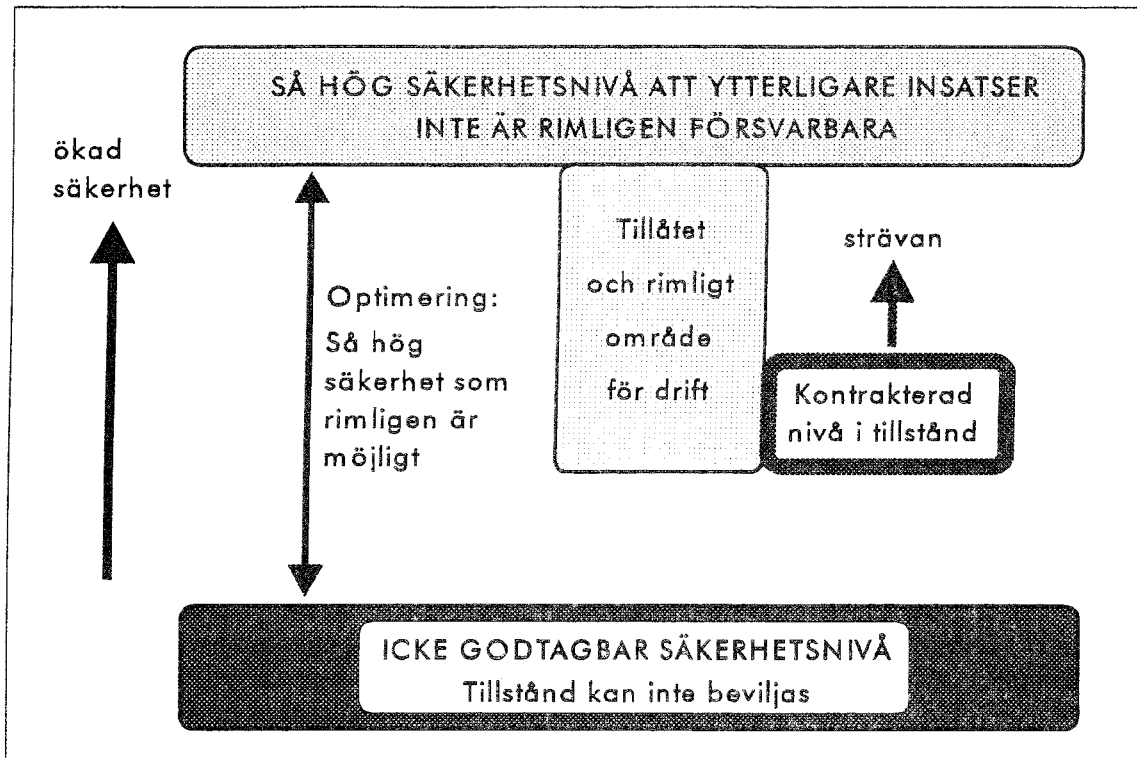 SÅ HÖG SÄKERHETSNIVÅ ATT YTTERLIGARE INSATSER
INTE ÄR RIMLIGEN FÖRSVARBARA
ökad
säkerhet
Optimering:
Så hög
säkerhet som
rimligen är
möjligt
Tillåtet
och rimligt
område
för drift
strävan
Kontrakterad
nivå i tillstånd
ICKE GODTAGBAR SÄKERHETSNIVÅ
Tillstånd kan inte beviljas